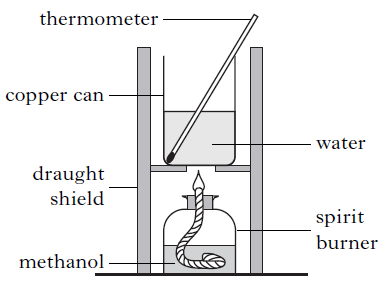 thermometer
copper can
water
draught
shield
spirit
burner
methanol